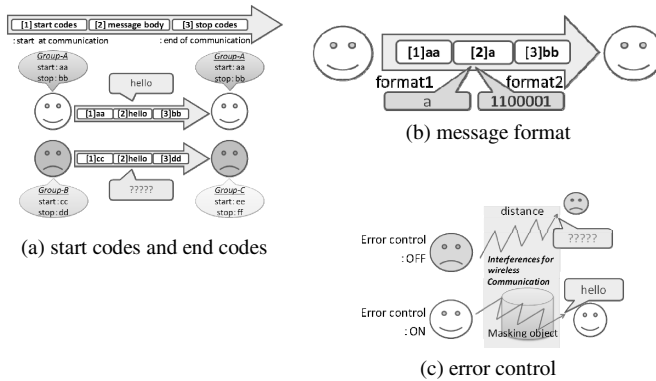 [1] start codes [2] message body [3] stop codes
: start at communication :end of communication
Group-A
start: aa
stop: bb
Group-A
start: aa
stop: bb
hello
[1]aa [2]hello [3]bb
[1]cc [2]hello [3]dd
?????
Group-B
start: cc
stop: dd
Group-C
start: ee
stop: ff
(a) start codes and end codes
[1]aa [2]a [3]bb
format1 format2
a 1100001
(b) message format
distance
Error control
: OFF
?????
Interferences for
wireless
Communication
hello
Error control
: ON
Masking object
(c) error control